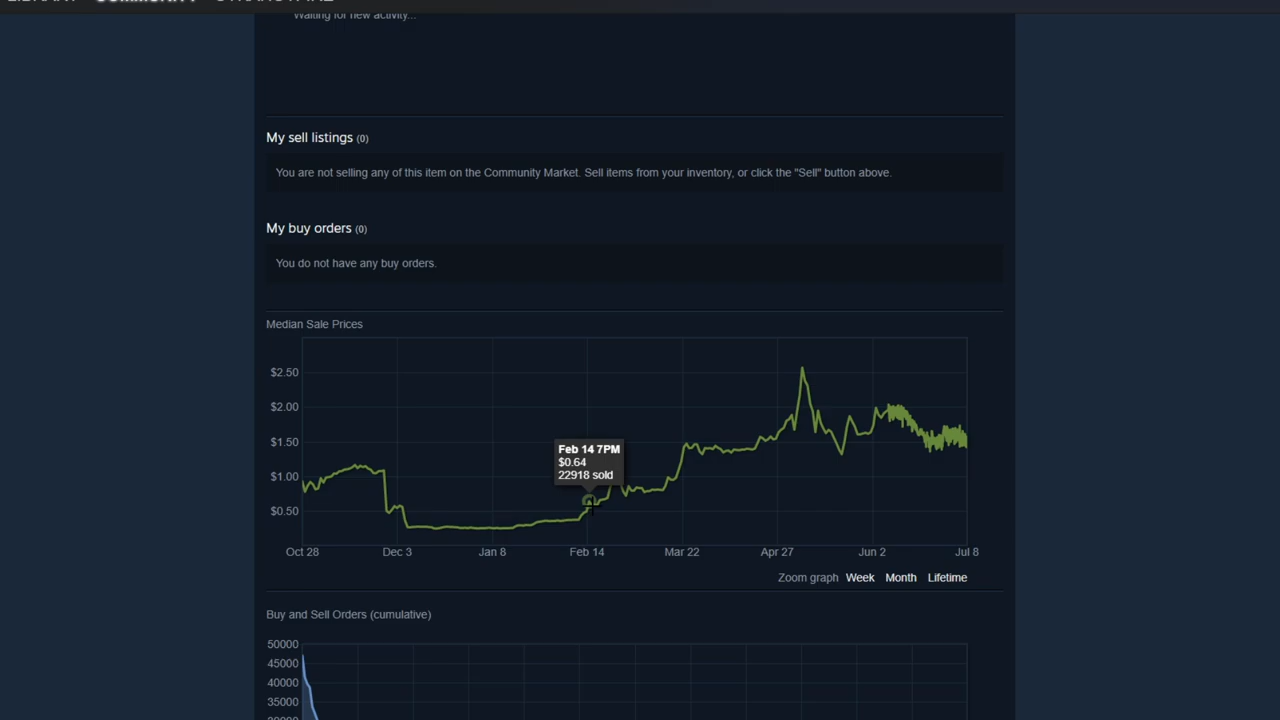 LIBRARY COMMUNITY
Waiting for new activity...
My sell listings (0)
You are not selling any of this item on the Community Market. Sell items from your inventory, or click the "Sell" button above.
My buy orders (0)
You do not have any buy orders.
Median Sale Prices
$2.50
$2.00
$1.50
$1.00
$0.50
Feb 14 7PM
$0.64
22918 sold
Oct 28 Dec 3 Jan 8 Feb 14 Mar 22 Apr 27 Jun 2 Jul 8
Zoom graph Week Month Lifetime
Buy and Sell Orders (cumulative)
50000
45000
40000
35000